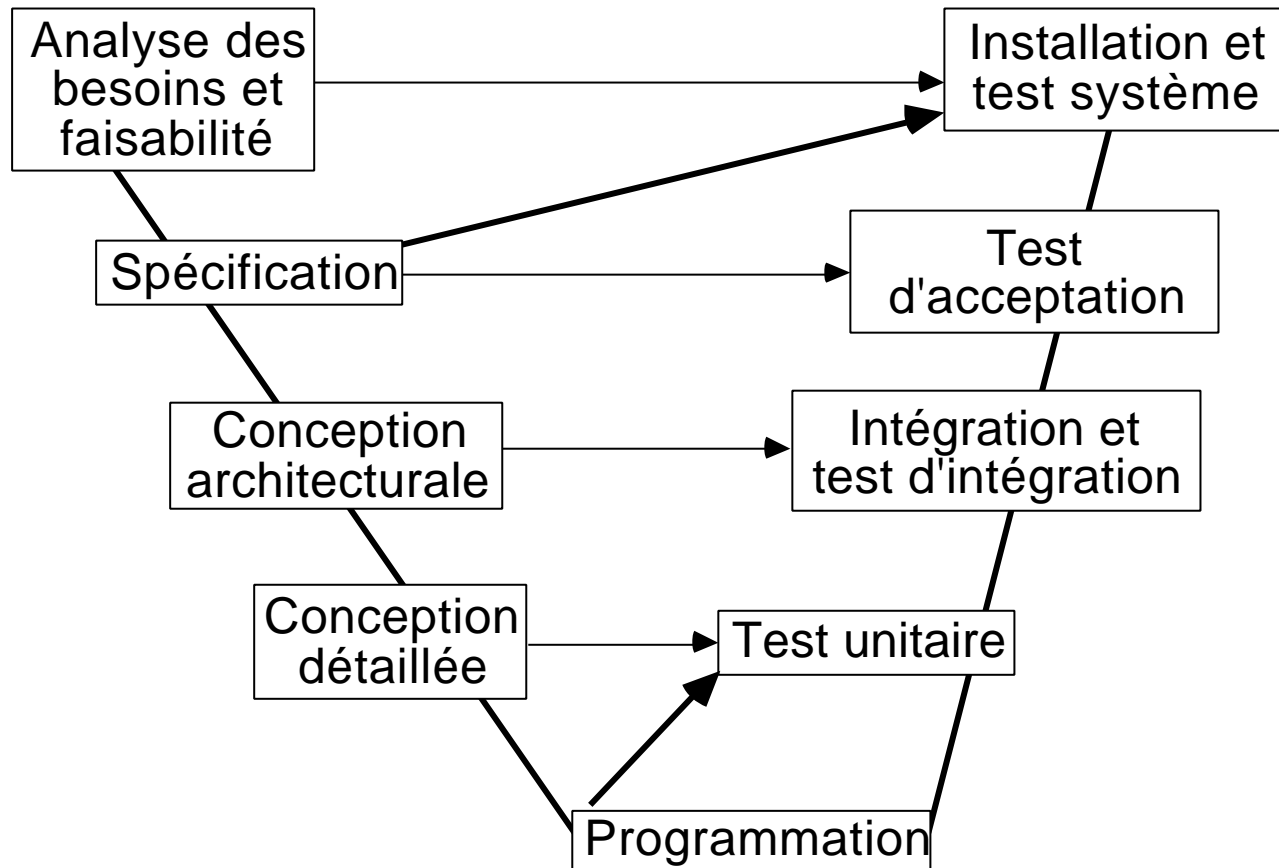 Analyse des
besoins et
faisabilité
Installation et
test système
Spécification
Test
d'acceptation
Conception
architecturale
Intégration et
test d'intégration
Conception
détaillée
Test unitaire
Programmation